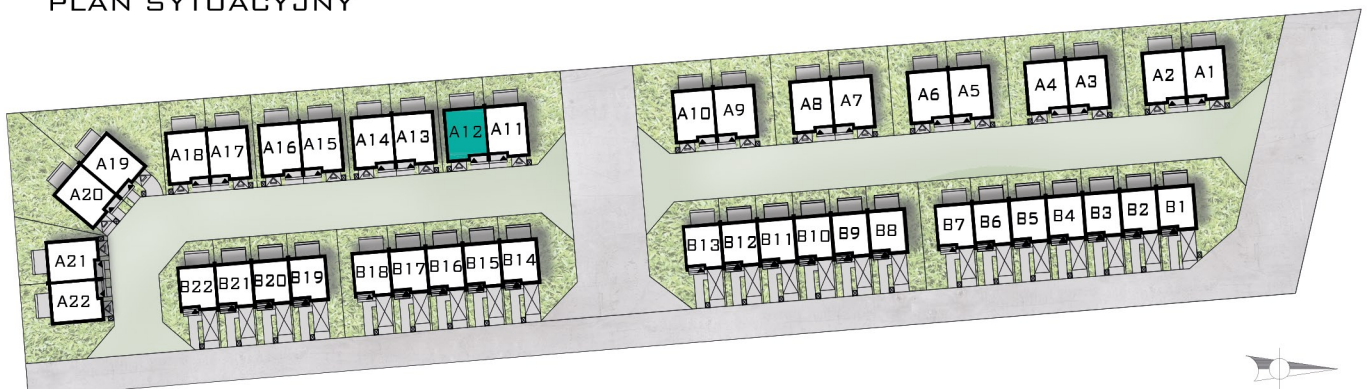 PLAN SYTUACYJNY
A19
A20
A21
A22
A18 A17
A16 A15
A14 A13
A12 A11
A10 A9
A8 A7
A6 A5
A4 A3
A2 A1
B22 B21 B20 B19
B18 B17 B16 B15 B14
B13 B12 B11 B10 B9 B8
B7 B6 B5 B4 B3 B2 B1